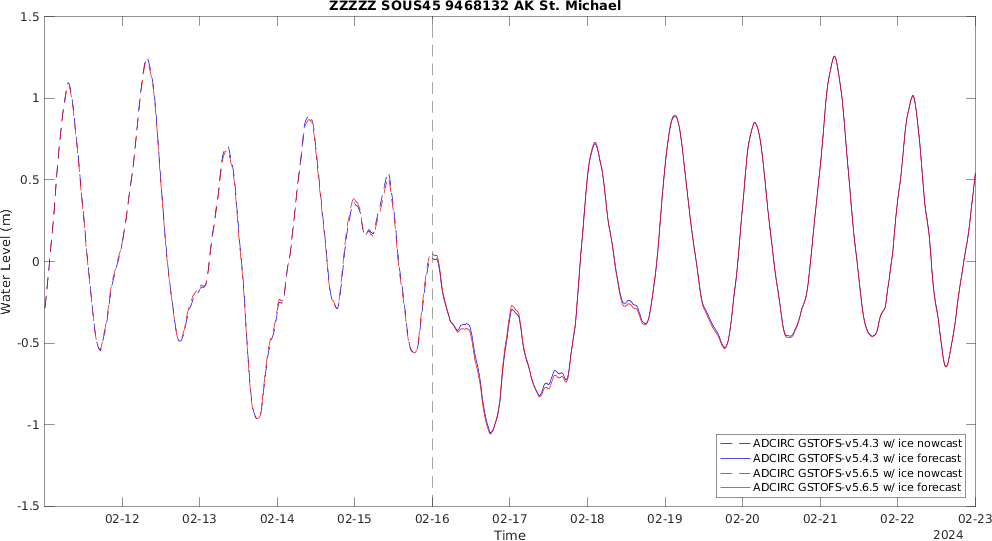 ZZZZZ SOUS45 9468132 AK St. Michael
Water Level (m)
1.5
1
0.5
0
-0.5
-1
-1.5
ADCIRC GSTOFS-v5.4.3 w/ ice nowcast
ADCIRC GSTOFS-v5.4.3 w/ ice forecast
ADCIRC GSTOFS-v5.6.5 w/ ice nowcast
ADCIRC GSTOFS-v5.6.5 w/ ice forecast
02-12 02-13 02-14 02-15 02-16 02-17 02-18 02-19 02-20 02-21 02-22 02-23
Time
2024